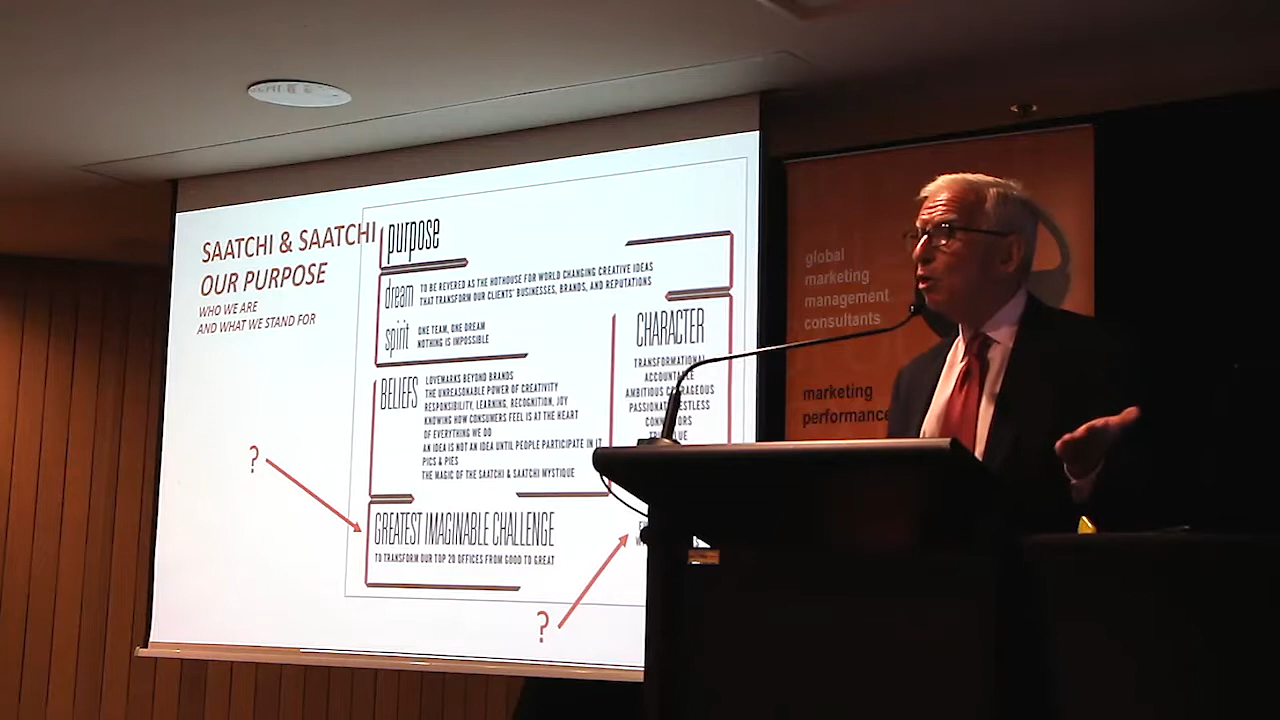 SAATCHI & SAATCHI
OUR PURPOSE
WHO WE ARE
AND WHAT WE STAND FOR
purpose
dream
TO BE REVERED AS THE HOTHOUSE FOR WORLD CHANGING CREATIVE IDEAS
THAT TRANSFORM OUR CLIENTS' BUSINESSES, BRANDS, AND REPUTATIONS
spirit
ONE TEAM, ONE DREAM
NOTHING IS IMPOSSIBLE
BELIEFS
LOVEMARKS BEYOND BRANDS
THE UNREASONABLE POWER OF CREATIVITY
RESPONSIBILITY, LEARNING, RECOGNITION, JOY
KNOWING HOW CONSUMERS FEEL IS AT THE HEART
OF EVERYTHING WE DO
AN IDEA IS NOT AN IDEA UNTIL PEOPLE PARTICIPATE IN IT
PICS & PIES
THE MAGIC OF THE SAATCHI & SAATCHI MYSTIQUE
CHARACTER
TRANSFORMATIONAL
AMBITIOUS
?
GREATEST IMAGINABLE CHALLENGE
TO TRANSFORM OUR TOP 20 OFFICES FROM GOOD TO GREAT
?
global
marketing
management
consultants
marketing
performance